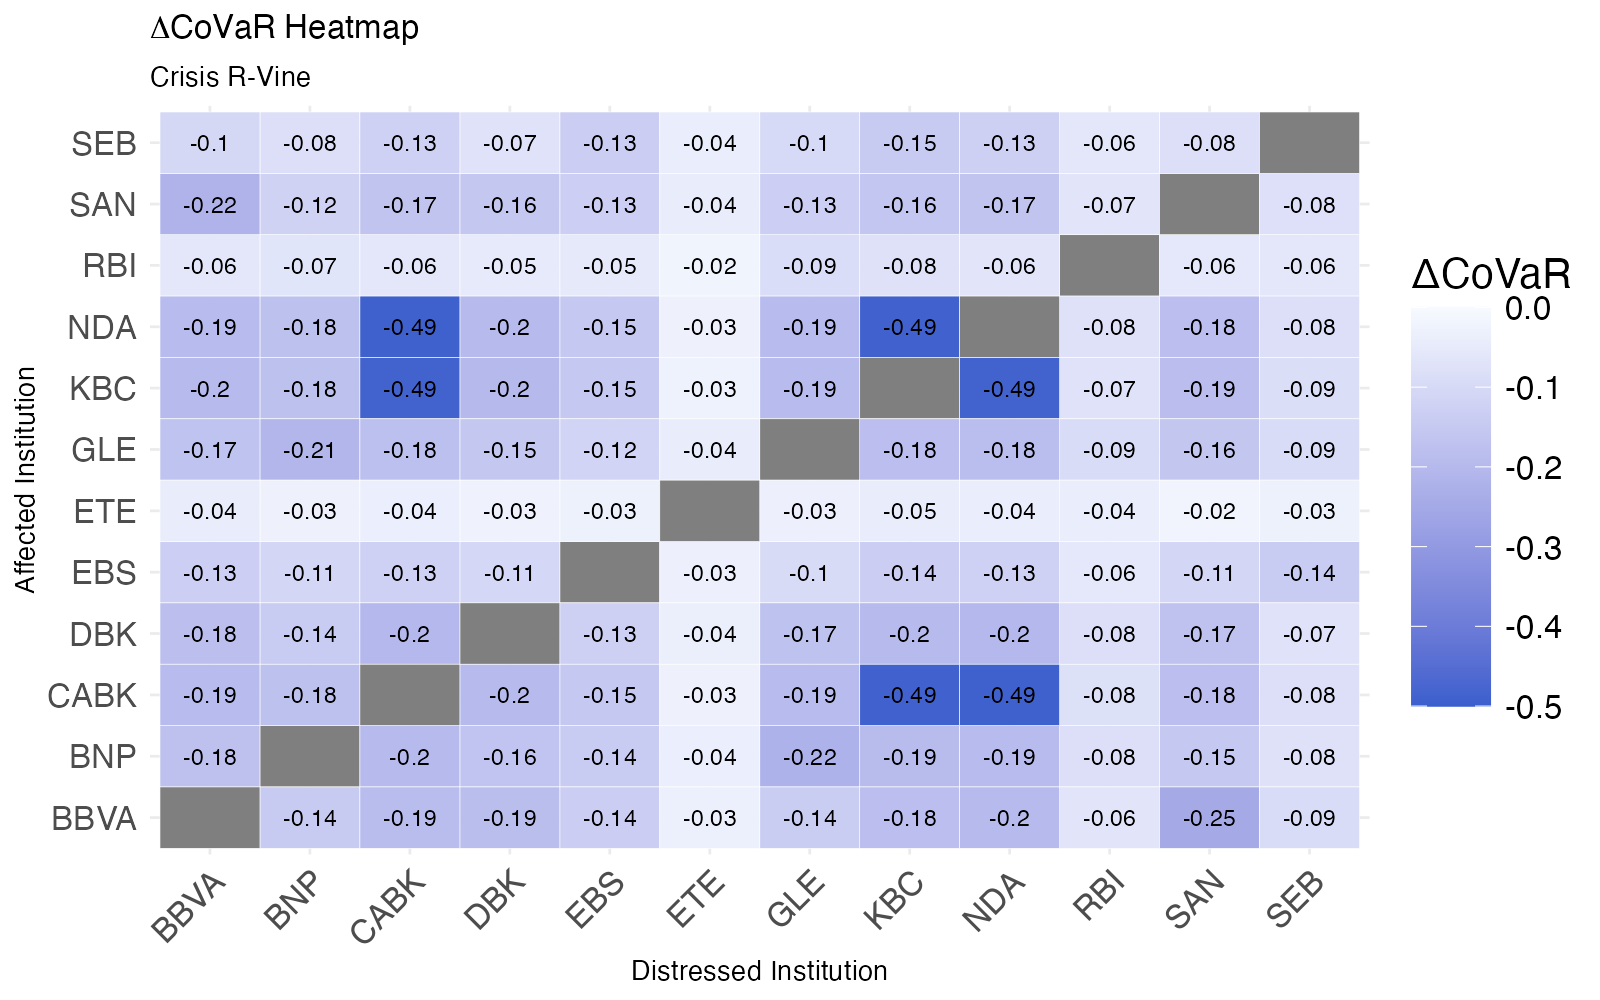 ΔCoVaR Heatmap
Crisis R-Vine
Affected Institution
SEB -0.1 -0.08 -0.13 -0.07 -0.13 -0.04 -0.1 -0.15 -0.13 -0.06 -0.08
SAN -0.22 -0.12 -0.17 -0.16 -0.13 -0.04 -0.13 -0.16 -0.17 -0.07 -0.08
RBI -0.06 -0.07 -0.06 -0.05 -0.05 -0.02 -0.09 -0.08 -0.06 -0.06 -0.06
NDA -0.19 -0.18 -0.49 -0.2 -0.15 -0.03 -0.19 -0.49 -0.08 -0.18 -0.08
KBC -0.2 -0.18 -0.49 -0.2 -0.15 -0.03 -0.19 -0.49 -0.07 -0.19 -0.09
GLE -0.17 -0.21 -0.18 -0.15 -0.12 -0.04 -0.18 -0.18 -0.09 -0.16 -0.09
ETE -0.04 -0.03 -0.04 -0.03 -0.03 -0.03 -0.05 -0.04 -0.04 -0.02 -0.03
EBS -0.13 -0.11 -0.13 -0.11 -0.03 -0.1 -0.14 -0.13 -0.06 -0.11 -0.14
DBK -0.18 -0.14 -0.2 -0.13 -0.04 -0.17 -0.2 -0.2 -0.08 -0.17 -0.07
CABK -0.19 -0.18 -0.2 -0.15 -0.03 -0.19 -0.49 -0.49 -0.08 -0.18 -0.08
BNP -0.18 -0.2 -0.16 -0.14 -0.04 -0.22 -0.19 -0.19 -0.08 -0.15 -0.08
BBVA -0.14 -0.19 -0.19 -0.14 -0.03 -0.14 -0.18 -0.2 -0.06 -0.25 -0.09
BBVA BNP CABK DBK EBS ETE GLE KBC NDA RBI SAN SEB
Distressed Institution
ΔCoVaR
0.0
-0.1
-0.2
-0.3
-0.4
-0.5